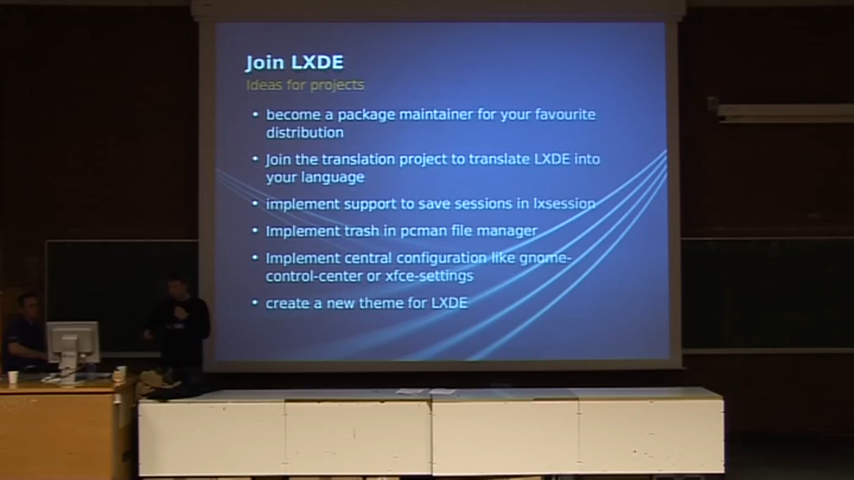 Join LXDE
Ideas for projects
• become a package maintainer for your favourite
distribution
• Join the translation project to translate LXDE into
your language
• implement support to save sessions in lxsession
• Implement trash in pcman file manager
• Implement central configuration like gnome-
control-center or xfce-settings
• create a new theme for LXDE